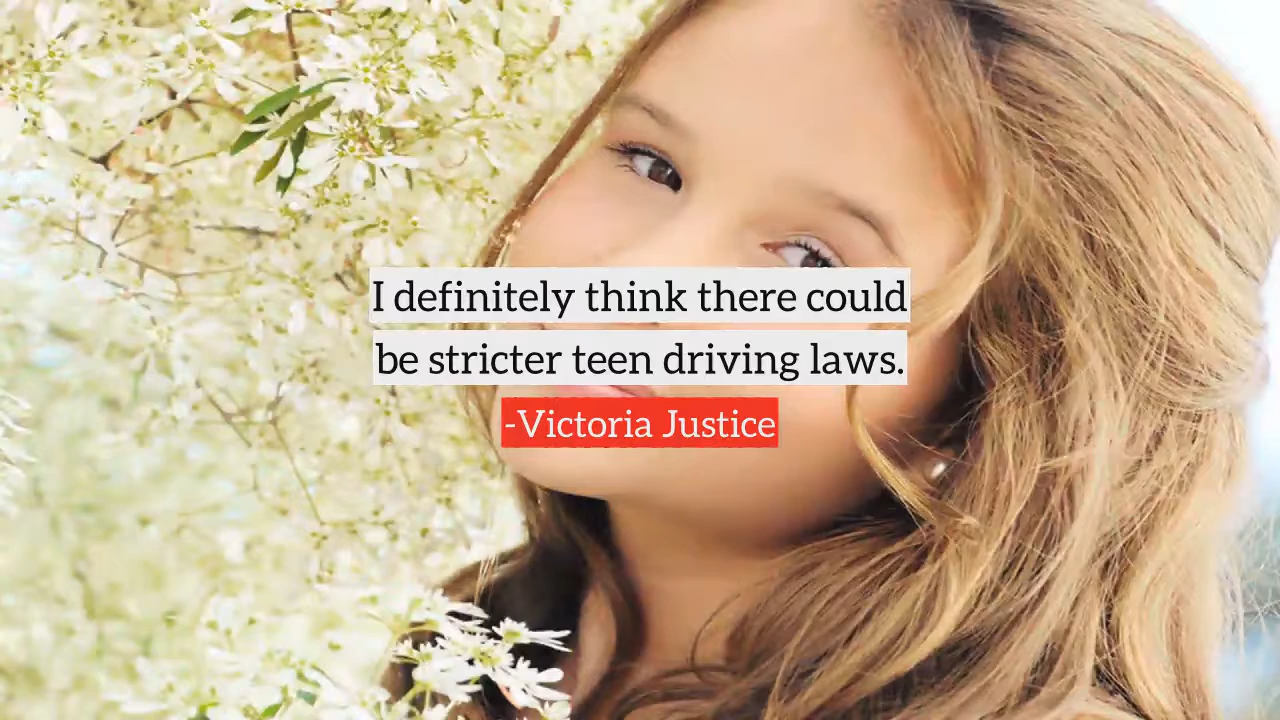 I definitely think there could
be stricter teen driving laws.
-Victoria Justice